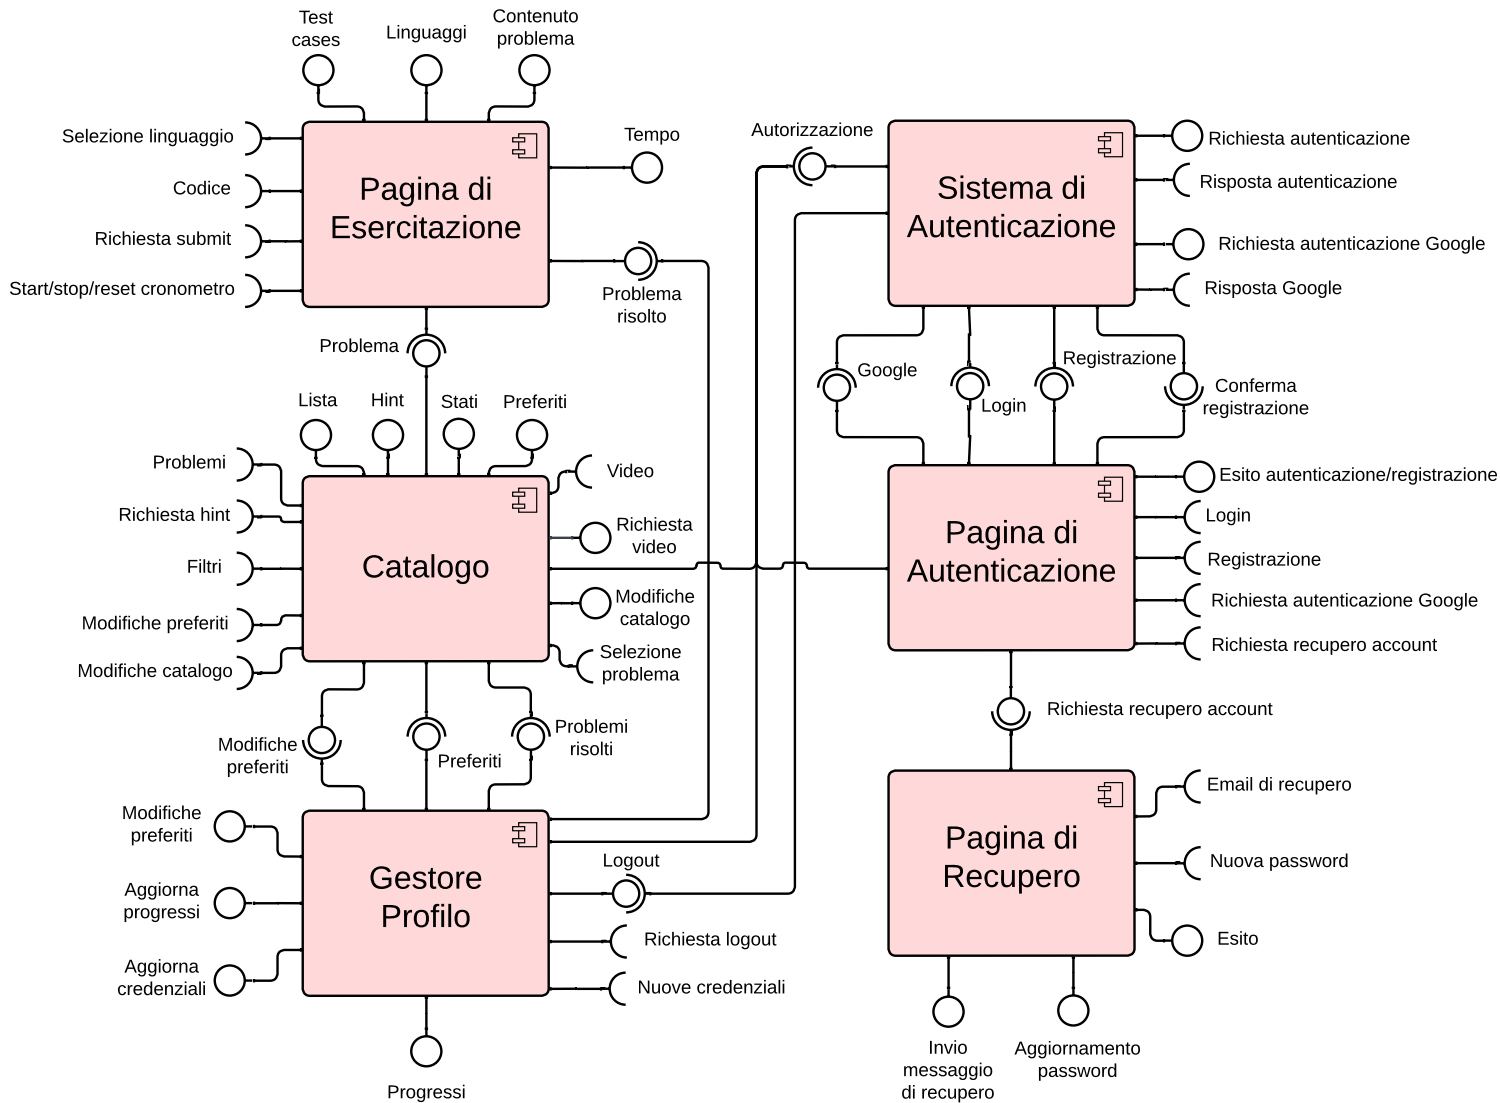 Test
cases
Linguaggi
Contenuto
problema
Selezione linguaggio
Codice
Richiesta submit
Start/stop/reset cronometro
Pagina di
Esercitazione
Tempo
Problema
risolto
Problema
Autorizzazione
Sistema di
Autenticazione
Richiesta autenticazione
Risposta autenticazione
Richiesta autenticazione Google
Risposta Google
Google
Login
Registrazione
Conferma
registrazione
Lista
Hint
Stati
Preferiti
Problemi
Richiesta hint
Filtri
Modifiche preferiti
Modifiche catalogo
Catalogo
Video
Richiesta
video
Modifiche
catalogo
Selezione
problema
Pagina di
Autenticazione
Esito autenticazione/registrazione
Login
Registrazione
Richiesta autenticazione Google
Richiesta recupero account
Modifiche
preferiti
Preferiti
Problemi
risolti
Richiesta recupero account
Modifiche
preferiti
Aggiorna
progressi
Aggiorna
credenziali
Gestore
Profilo
Logout
Richiesta logout
Nuove credenziali
Progressi
Pagina di
Recupero
Email di recupero
Nuova password
Esito
Invio
messaggio
di recupero
Aggiornamento
password